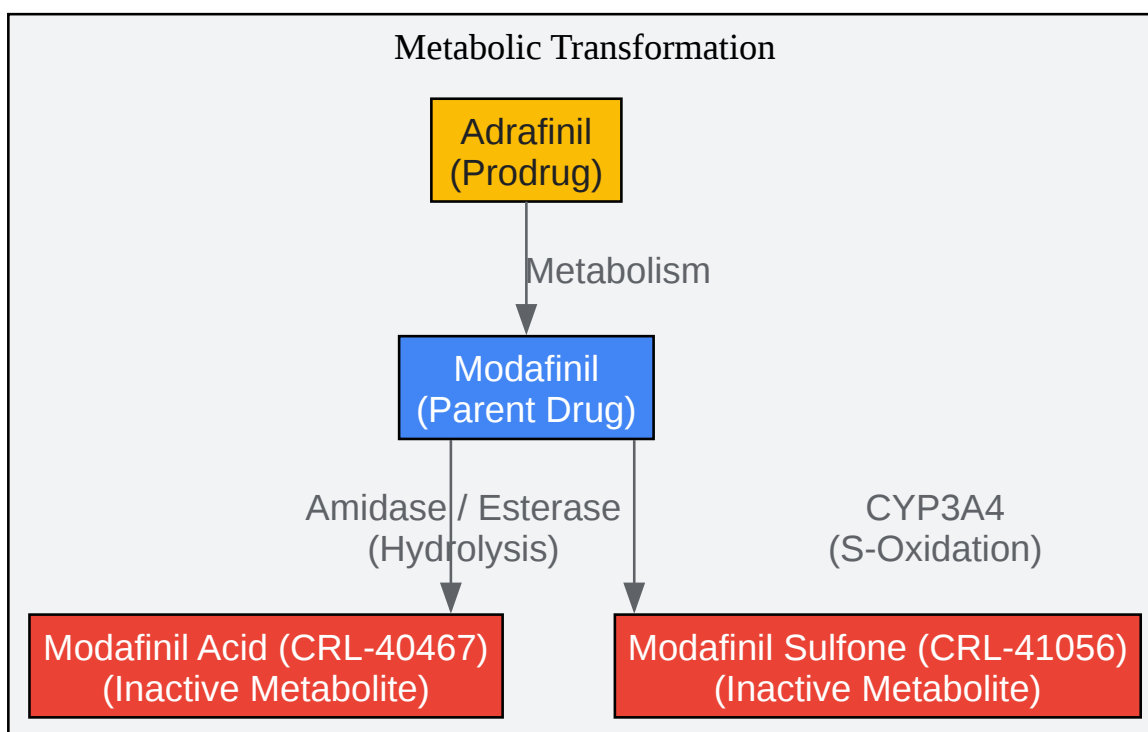 Metabolic Transformation
Adrafinil
(Prodrug)
Metabolism
Modafinil
(Parent Drug)
Amidase / Esterase
(Hydrolysis)
CYP3A4
(S-Oxidation)
Modafinil Acid (CRL-40467)
(Inactive Metabolite)
Modafinil Sulfone (CRL-41056)
(Inactive Metabolite)